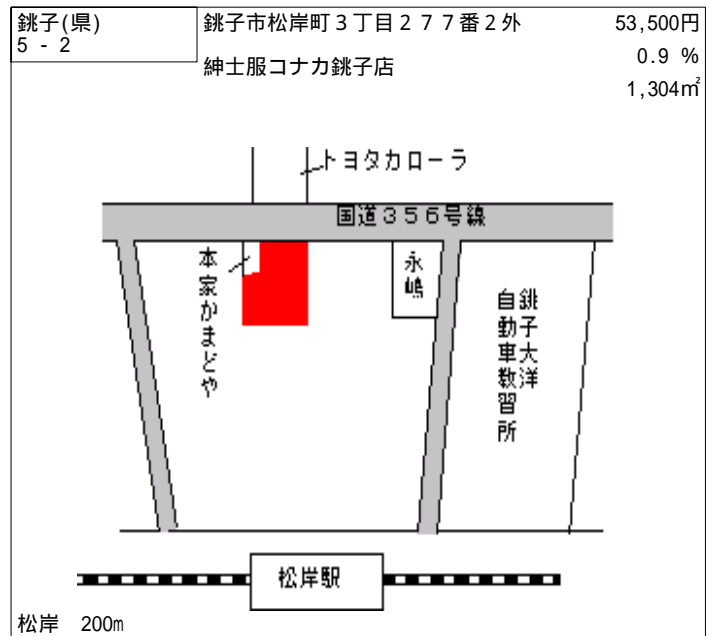 銚子(県)
5 - 2
銚子市松岸町３丁目２７７番２外
53,500円
紳士服コナカ銚子店
0.9 %
1,304㎡
トヨタカローラ
国道３５６号線
本家かまどや
永嶋
銚子大洋
自動車教習所
松岸駅
松岸 200m